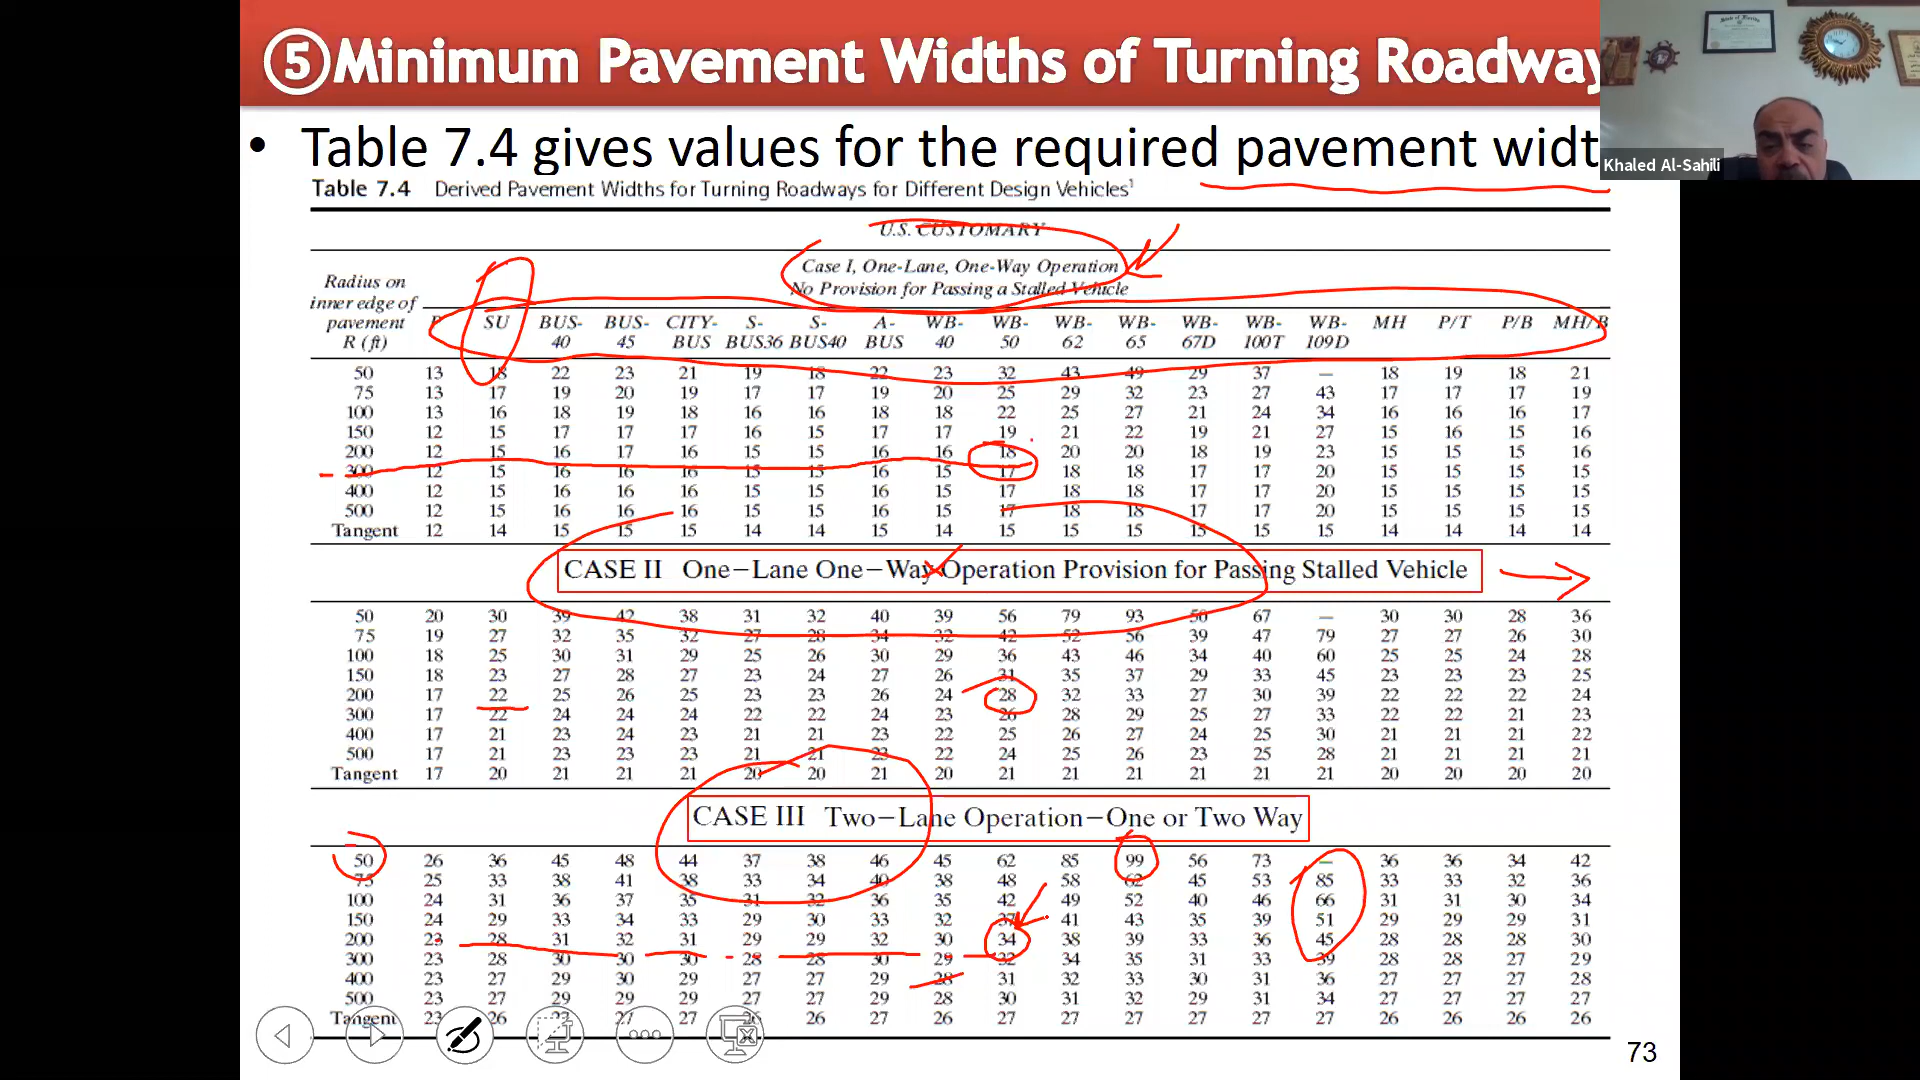 ⑤Minimum Pavement Widths of Turning Roadway
• Table 7.4 gives values for the required pavement widt
Khaled Al-Sahili
Table 7.4 Derived Pavement Widths for Turning Roadways for Different Design Vehicles¹
U.S. CUSTOMARY
Case I, One-Lane, One-Way Operation
No Provision for Passing a Stalled Vehicle
Radius on inner edge of pavement R (ft) P SU BUS-40 BUS-45 CITY-BUS S-BUS36 S-BUS40 A-BUS WB-40 WB-50 WB-62 WB-65 WB-67D WB-100T WB-109D MH P/T P/B MH/B
50 13 18 22 23 21 19 18 22 23 32 43 49 29 37 — 18 19 18 21
75 13 17 19 20 19 17 17 19 20 25 29 32 23 27 43 17 17 17 19
100 13 16 18 19 18 16 16 18 18 22 25 27 21 24 34 16 16 16 17
150 12 15 17 17 17 16 15 17 17 19 21 22 19 21 27 15 16 15 16
200 12 15 16 17 16 15 15 16 16 18 20 20 18 19 23 15 15 15 16
300 12 15 16 16 16 15 15 16 15 17 18 18 17 17 20 15 15 15 15
400 12 15 16 16 16 15 15 16 15 17 18 18 17 17 20 15 15 15 15
500 12 15 16 16 16 15 15 16 15 17 18 18 17 17 20 15 15 15 15
Tangent 12 14 15 15 15 14 14 15 14 15 15 15 15 15 15 14 14 14 14
CASE II One–Lane One–Way Operation Provision for Passing Stalled Vehicle
50 20 30 39 42 38 31 32 40 39 56 79 93 50 67 — 30 30 28 36
75 19 27 32 35 32 27 28 34 32 42 52 56 39 47 79 27 27 26 30
100 18 25 30 31 29 25 26 30 29 36 43 46 34 40 60 25 25 24 28
150 18 23 27 28 27 23 24 27 26 31 35 37 29 33 45 23 23 23 25
200 17 22 25 26 25 23 23 26 24 28 32 33 27 30 39 22 22 22 24
300 17 22 24 24 24 22 22 24 23 26 28 29 25 27 33 22 22 21 23
400 17 21 23 24 23 21 21 23 22 25 26 27 24 25 30 21 21 21 22
500 17 21 23 23 23 21 21 23 22 24 25 26 23 25 28 21 21 21 21
Tangent 17 20 21 21 21 20 20 21 20 21 21 21 21 21 21 20 20 20 20
CASE III Two–Lane Operation–One or Two Way
50 26 36 45 48 44 37 38 46 45 62 85 99 56 73 — 36 36 34 42
75 25 33 38 41 38 33 34 40 38 48 58 62 45 53 85 33 33 32 36
100 24 31 36 37 35 31 32 36 35 42 49 52 40 46 66 31 31 30 34
150 24 29 33 34 33 29 30 33 32 37 41 43 35 39 51 29 29 29 31
200 23 28 31 32 31 29 29 32 30 34 38 39 33 36 45 28 28 28 30
300 23 28 30 30 30 28 28 30 29 32 34 35 31 33 39 28 28 27 29
400 23 27 29 30 29 27 27 29 28 31 32 33 30 31 36 27 27 27 28
500 23 27 29 29 29 27 27 29 28 30 31 32 29 31 34 27 27 27 27
Tangent 23 26 27 27 27 26 26 27 26 27 27 27 27 27 27 26 26 26 26
73